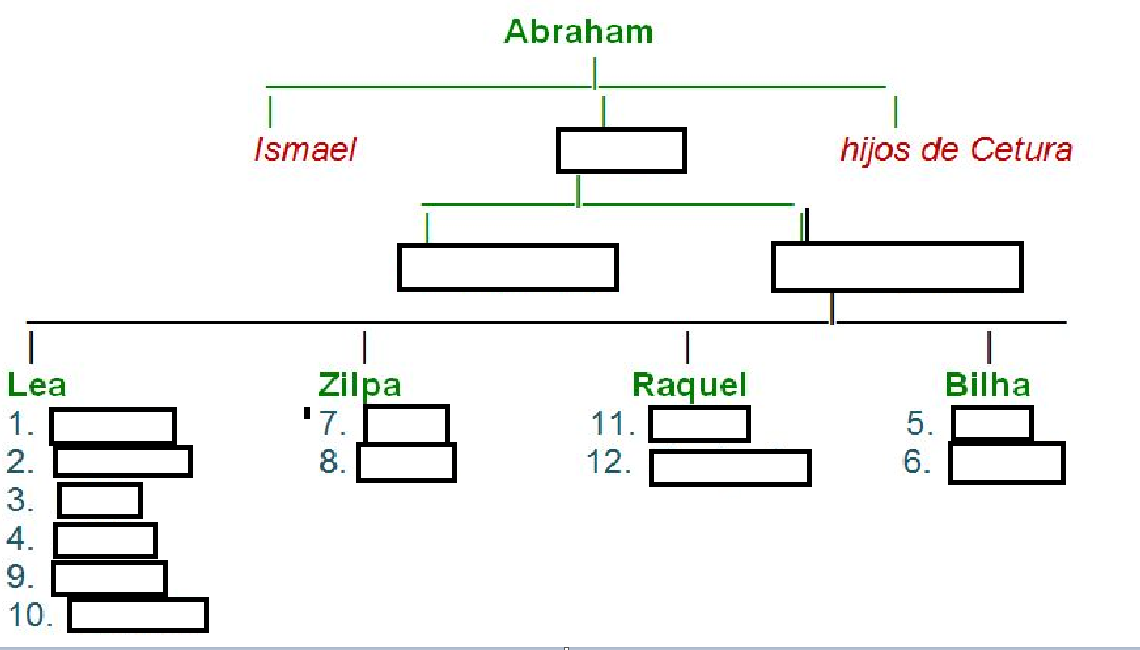 Abraham
Ismael hijos de Cetura
Lea Zilpa Raquel Bilha
1. 7. 11. 5.
2. 8. 12. 6.
3.
4.
9.
10.